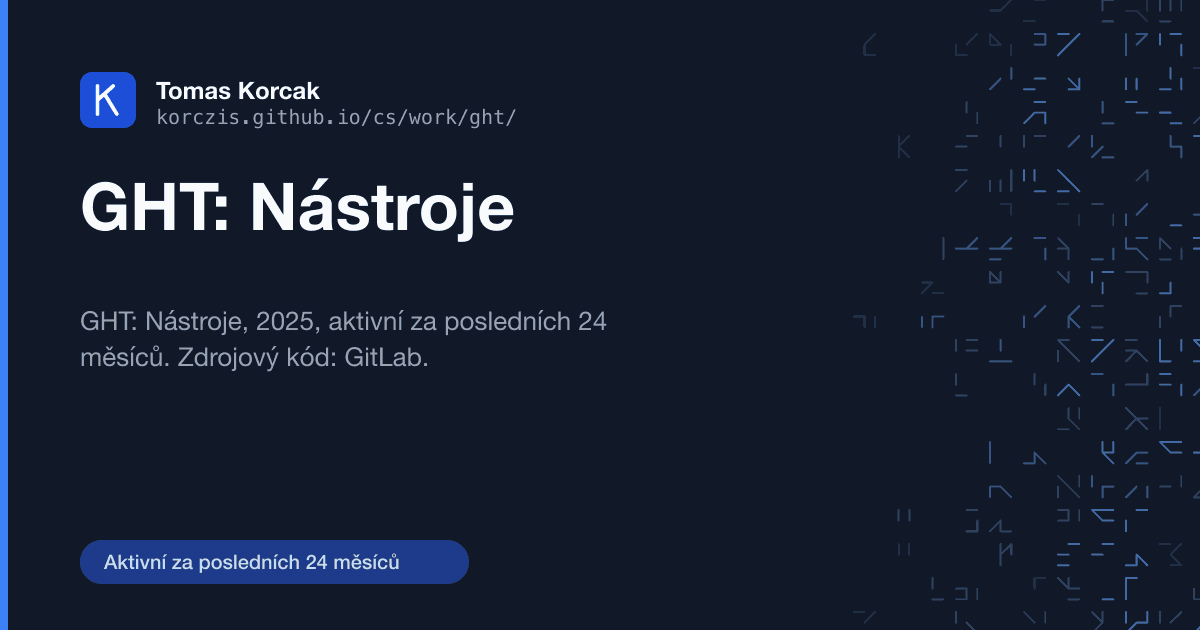 K
Tomas Korcak
korczis.github.io/cs/work/ght/
GHT: Nástroje
GHT: Nástroje, 2025, aktivní za posledních 24
měsíců. Zdrojový kód: GitLab.
Aktivní za posledních 24 měsíců